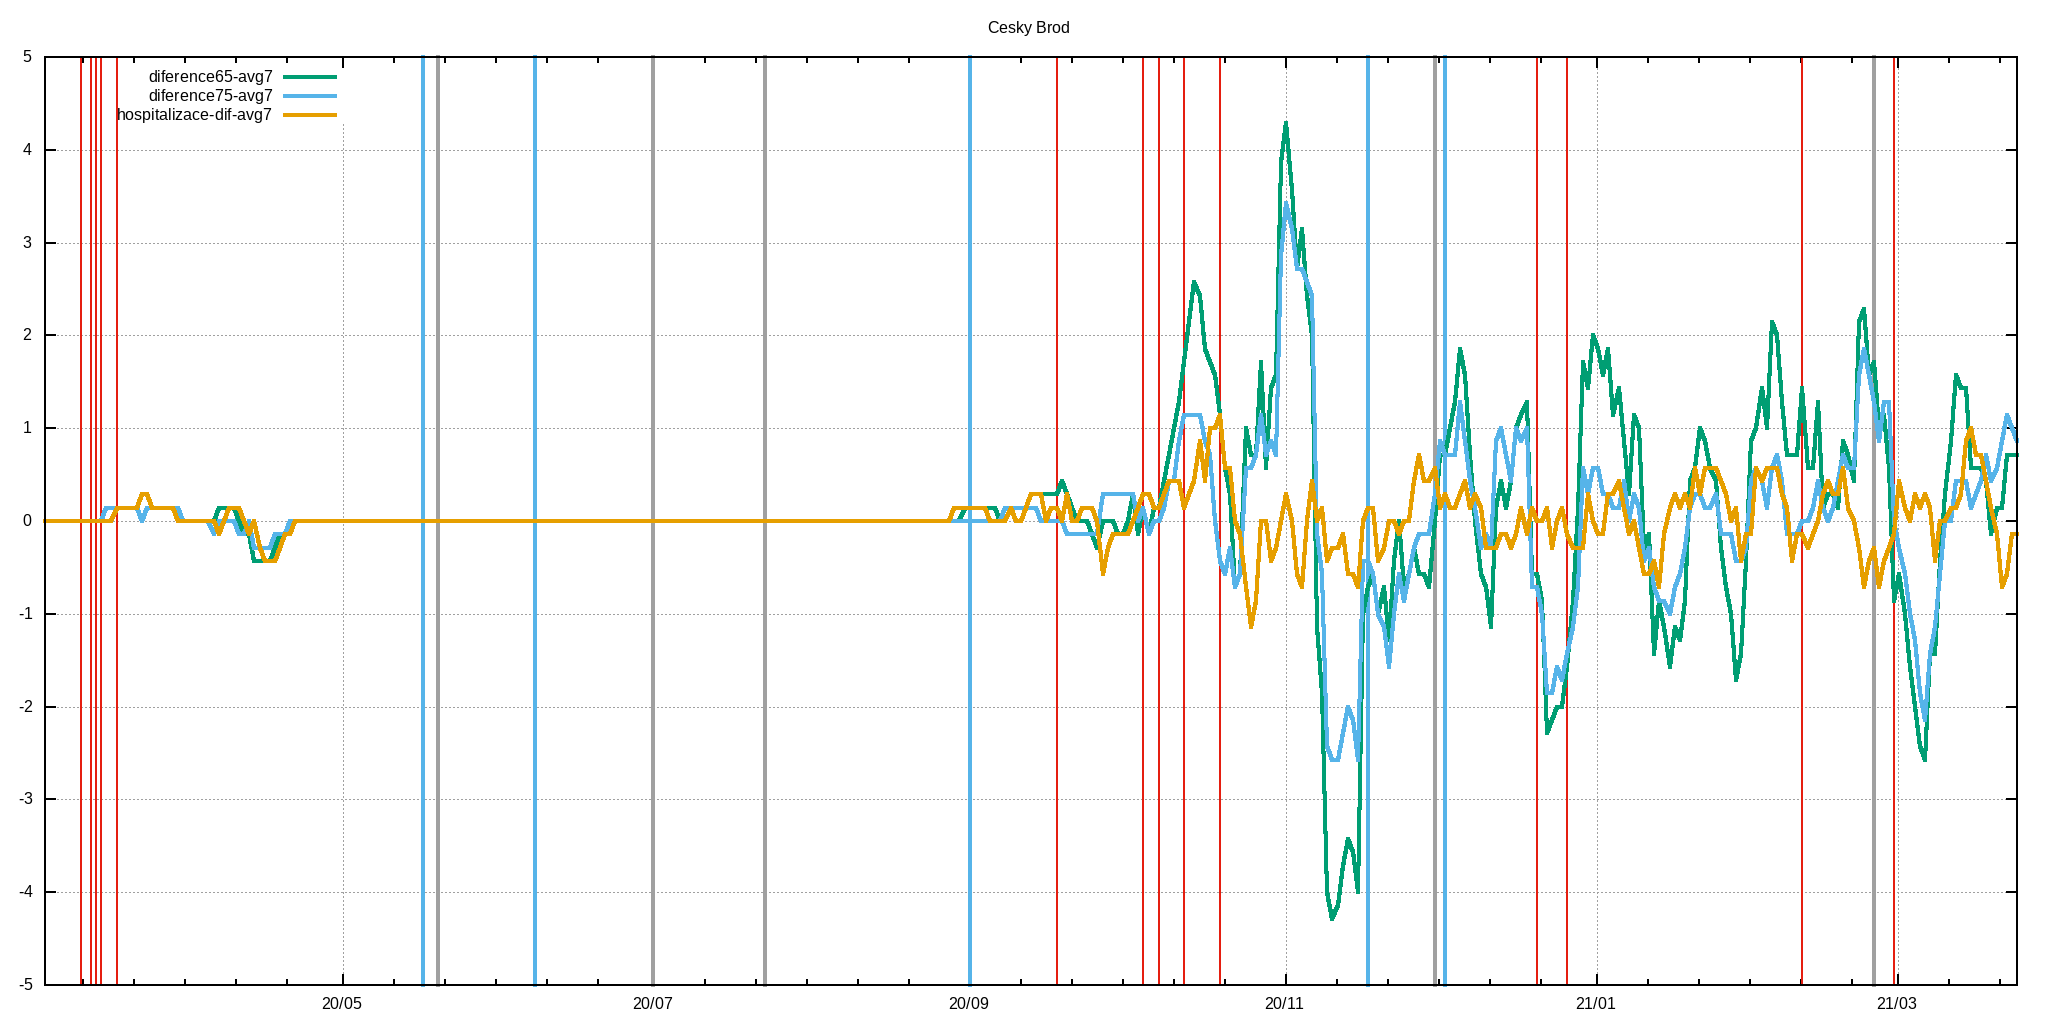 Cesky Brod
5
diference65-avg7
diference75-avg7
hospitalizace-dif-avg7
4
3
2
1
0
-1
-2
-3
-4
-5
20/05 20/07 20/09 20/11 21/01 21/03